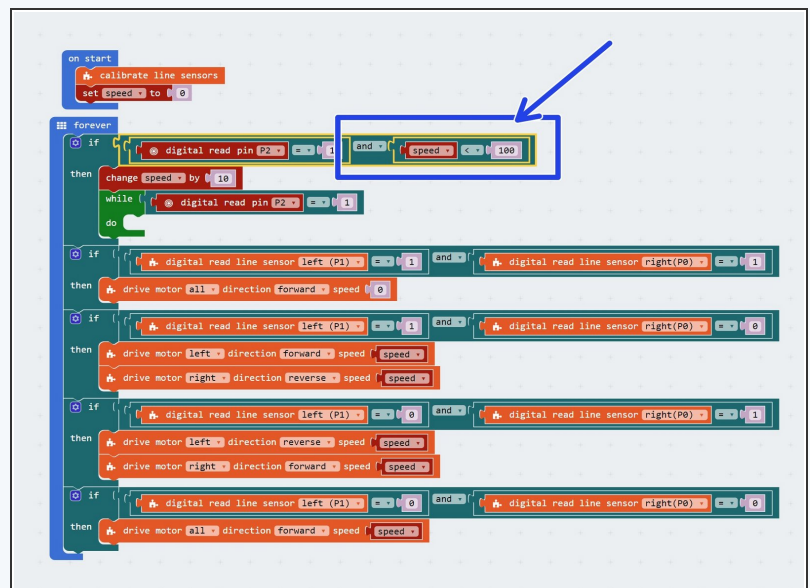 on start
calibrate line sensors
set speed to 0
forever
if digital read pin P2 = 1 and speed < 100
then change speed by 10
while digital read pin P2 = 1
do
if digital read line sensor left (P1) = 1 and digital read line sensor right(P0) = 1
then drive motor all direction forward speed 0
if digital read line sensor left (P1) = 1 and digital read line sensor right(P0) = 0
then drive motor left direction forward speed speed
drive motor right direction reverse speed speed
if digital read line sensor left (P1) = 0 and digital read line sensor right(P0) = 1
then drive motor left direction reverse speed speed
drive motor right direction forward speed speed
if digital read line sensor left (P1) = 0 and digital read line sensor right(P0) = 0
then drive motor all direction forward speed speed